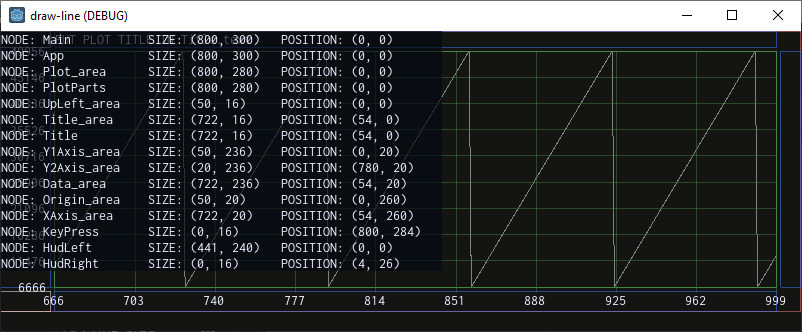 draw-line (DEBUG)
NODE: Main SIZE: (800, 300) POSITION: (0, 0)
NODE: App SIZE: (800, 300) POSITION: (0, 0)
NODE: Plot_area SIZE: (800, 280) POSITION: (0, 0)
NODE: PlotParts SIZE: (800, 280) POSITION: (0, 0)
NODE: UpLeft_area SIZE: (50, 16) POSITION: (0, 0)
NODE: Title_area SIZE: (722, 16) POSITION: (54, 0)
NODE: Title SIZE: (722, 16) POSITION: (54, 0)
NODE: Y1Axis_area SIZE: (50, 236) POSITION: (0, 20)
NODE: Y2Axis_area SIZE: (20, 236) POSITION: (780, 20)
NODE: Data_area SIZE: (722, 236) POSITION: (54, 20)
NODE: Origin_area SIZE: (50, 20) POSITION: (0, 260)
NODE: XAxis_area SIZE: (722, 20) POSITION: (54, 260)
NODE: KeyPress SIZE: (0, 16) POSITION: (800, 284)
NODE: HudLeft SIZE: (441, 240) POSITION: (0, 0)
NODE: HudRight SIZE: (0, 16) POSITION: (4, 26)
6666
666 703 740 777 814 851 888 925 962 999